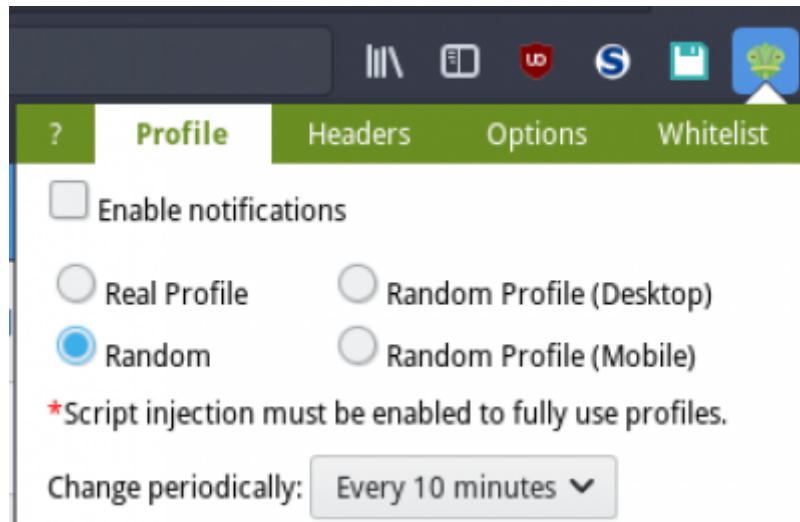 ? Profile Headers Options Whitelist
Enable notifications
Real Profile Random Profile (Desktop)
Random Random Profile (Mobile)
*Script injection must be enabled to fully use profiles.
Change periodically: Every 10 minutes